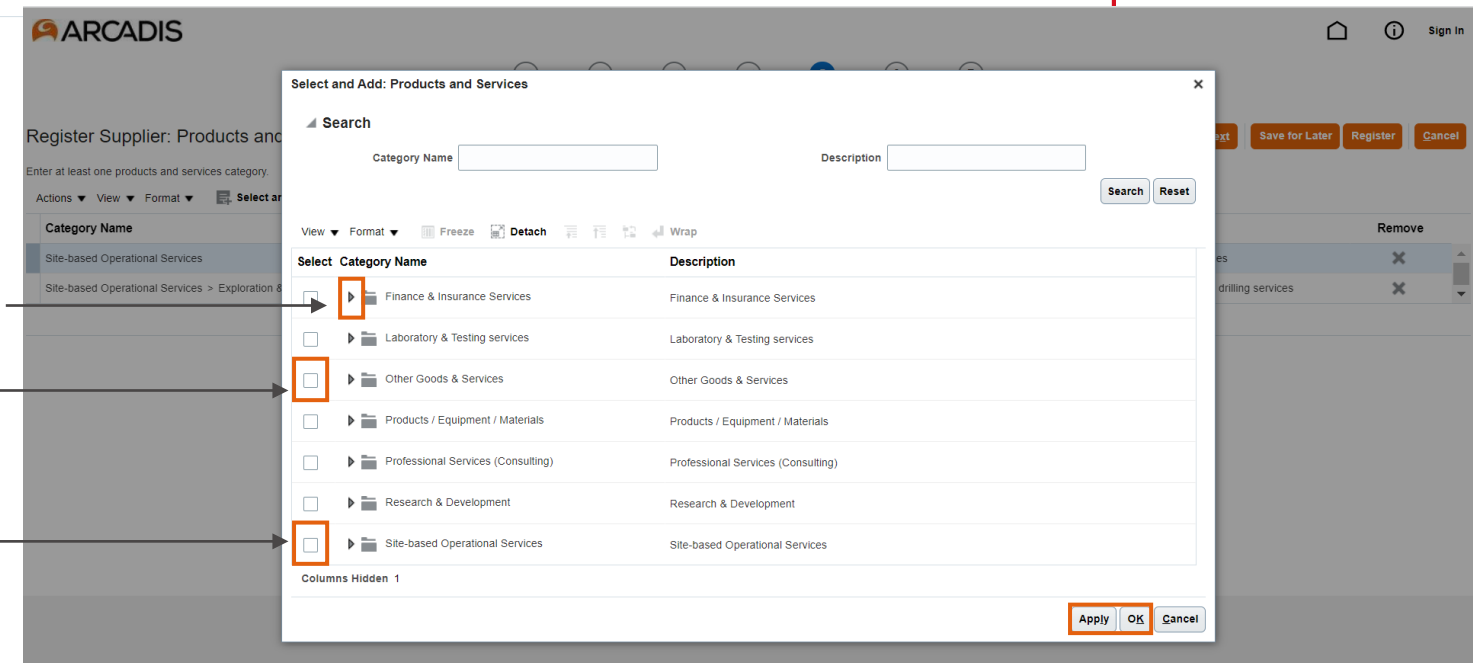 ARCADIS
Sign In
Select and Add: Products and Services
Search
Register Supplier: Products and
Save for Later
Register
Cancel
Category Name
Description
Enter at least one products and services category.
Search
Reset
Actions View Format
Category Name
Remove
View Format Freeze Detach Wrap
Site-based Operational Services
Select
Category Name
Description
Site-based Operational Services > Exploration &
drilling services
Finance & Insurance Services
Finance & Insurance Services
Laboratory & Testing services
Laboratory & Testing services
Other Goods & Services
Other Goods & Services
Products / Equipment / Materials
Products / Equipment / Materials
Professional Services (Consulting)
Professional Services (Consulting)
Research & Development
Research & Development
Site-based Operational Services
Site-based Operational Services
Columns Hidden 1
Apply
OK
Cancel